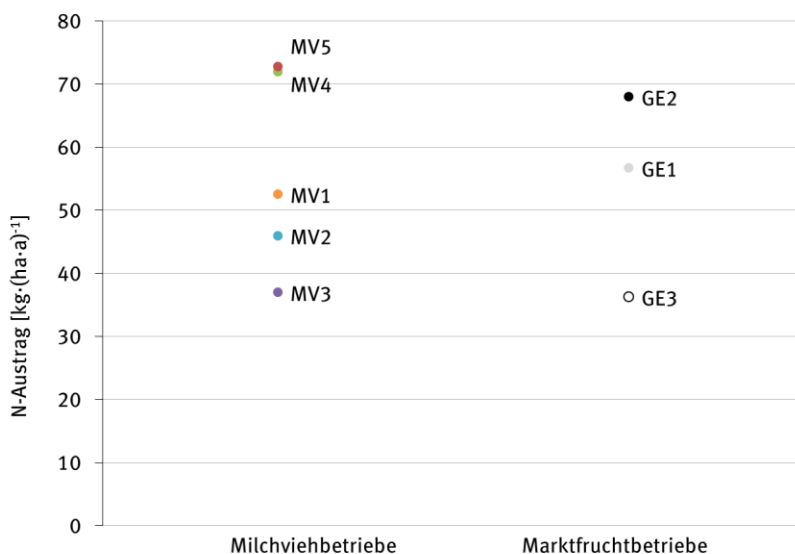 80
70
60
50
40
30
20
10
0
N-Austrag [kg·(ha·a)⁻¹]
MV5
MV4
MV1
MV2
MV3
GE2
GE1
GE3
Milchviehbetriebe
Marktfruchtbetriebe